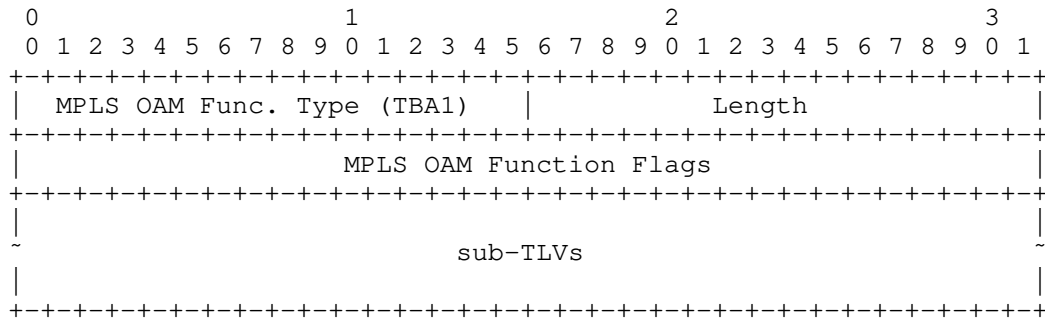 0                   1                   2                   3
 0 1 2 3 4 5 6 7 8 9 0 1 2 3 4 5 6 7 8 9 0 1 2 3 4 5 6 7 8 9 0 1
+-+-+-+-+-+-+-+-+-+-+-+-+-+-+-+-+-+-+-+-+-+-+-+-+-+-+-+-+-+-+-+-+
|  MPLS OAM Func. Type (TBA1)   |           Length              |
+-+-+-+-+-+-+-+-+-+-+-+-+-+-+-+-+-+-+-+-+-+-+-+-+-+-+-+-+-+-+-+-+
|                    MPLS OAM Function Flags                    |
+-+-+-+-+-+-+-+-+-+-+-+-+-+-+-+-+-+-+-+-+-+-+-+-+-+-+-+-+-+-+-+-+
|                                                               |
~                           sub-TLVs                            ~
|                                                               |
+-+-+-+-+-+-+-+-+-+-+-+-+-+-+-+-+-+-+-+-+-+-+-+-+-+-+-+-+-+-+-+-+